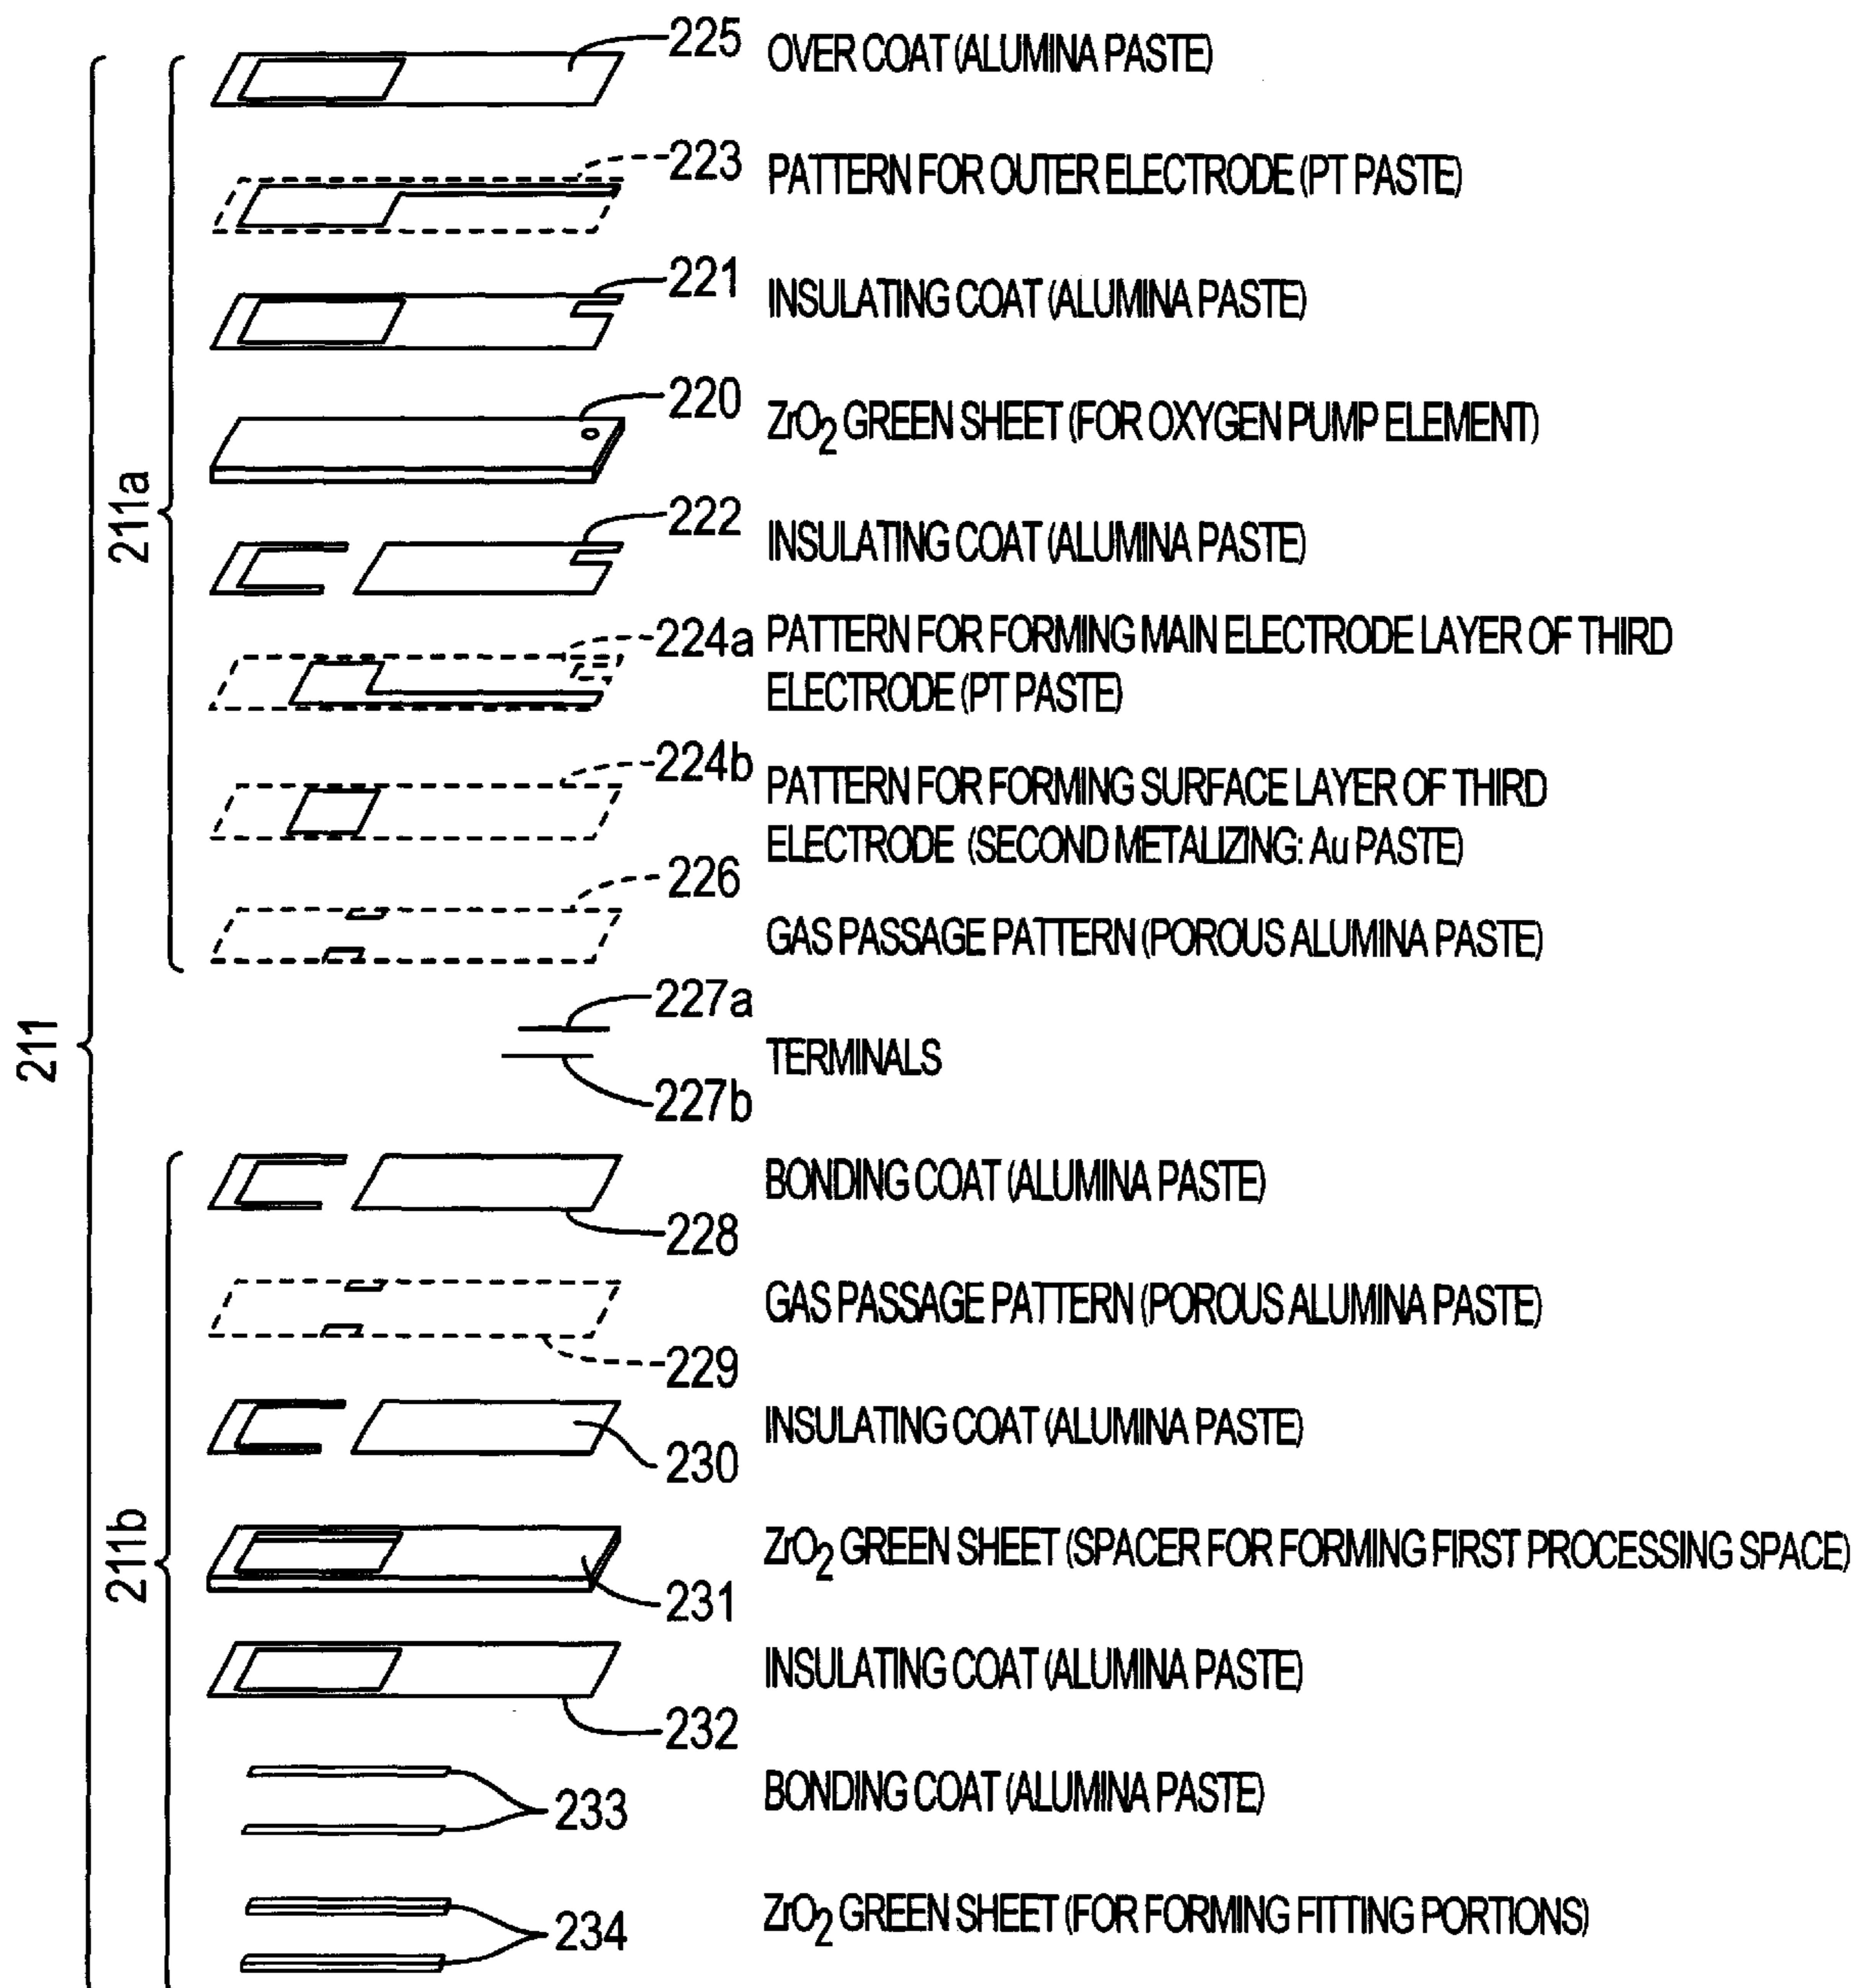 225 OVER COAT (ALUMINA PASTE)
223 PATTERN FOR OUTER ELECTRODE (PT PASTE)
221 INSULATING COAT (ALUMINA PASTE)
220 ZrO2 GREEN SHEET (FOR OXYGEN PUMP ELEMENT)
211a
222 INSULATING COAT (ALUMINA PASTE)
224a PATTERN FOR FORMING MAIN ELECTRODE LAYER OF THIRD
ELECTRODE (PT PASTE)
224b PATTERN FOR FORMING SURFACE LAYER OF THIRD
ELECTRODE (SECOND METALIZING: Au PASTE)
226
GAS PASSAGE PATTERN (POROUS ALUMINA PASTE)
211
227a
TERMINALS
227b
BONDING COAT (ALUMINA PASTE)
228
GAS PASSAGE PATTERN (POROUS ALUMINA PASTE)
229
INSULATING COAT (ALUMINA PASTE)
230
211b
ZrO2 GREEN SHEET (SPACER FOR FORMING FIRST PROCESSING SPACE)
231
INSULATING COAT (ALUMINA PASTE)
232
BONDING COAT (ALUMINA PASTE)
233
ZrO2 GREEN SHEET (FOR FORMING FITTING PORTIONS)
234